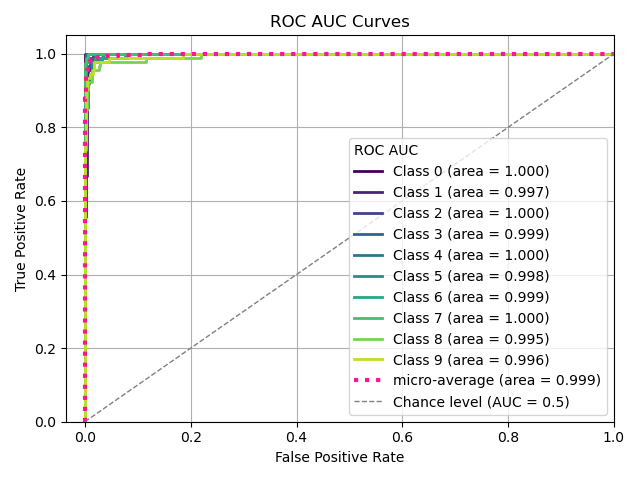 ROC AUC Curves
True Positive Rate
1.0
0.8
0.6
0.4
0.2
0.0
ROC AUC
Class 0 (area = 1.000)
Class 1 (area = 0.997)
Class 2 (area = 1.000)
Class 3 (area = 0.999)
Class 4 (area = 1.000)
Class 5 (area = 0.998)
Class 6 (area = 0.999)
Class 7 (area = 1.000)
Class 8 (area = 0.995)
Class 9 (area = 0.996)
micro-average (area = 0.999)
Chance level (AUC = 0.5)
0.0 0.2 0.4 0.6 0.8 1.0
False Positive Rate